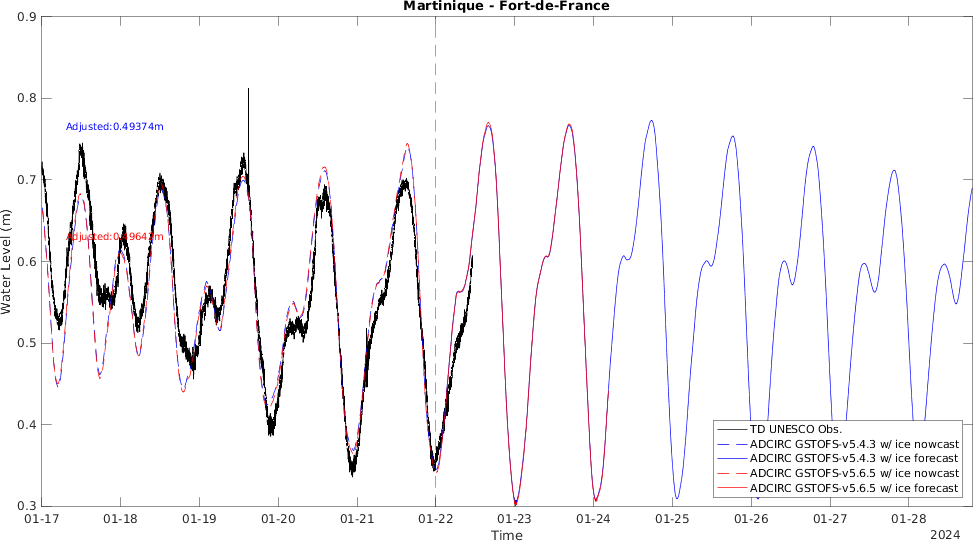 Martinique - Fort-de-France
0.9
0.8
0.7
0.6
0.5
0.4
0.3
Water Level (m)
Adjusted:0.49374m
TD UNESCO Obs.
ADCIRC GSTOFS-v5.4.3 w/ ice nowcast
ADCIRC GSTOFS-v5.4.3 w/ ice forecast
ADCIRC GSTOFS-v5.6.5 w/ ice nowcast
ADCIRC GSTOFS-v5.6.5 w/ ice forecast
01-17 01-18 01-19 01-20 01-21 01-22 01-23 01-24 01-25 01-26 01-27 01-28
Time
2024